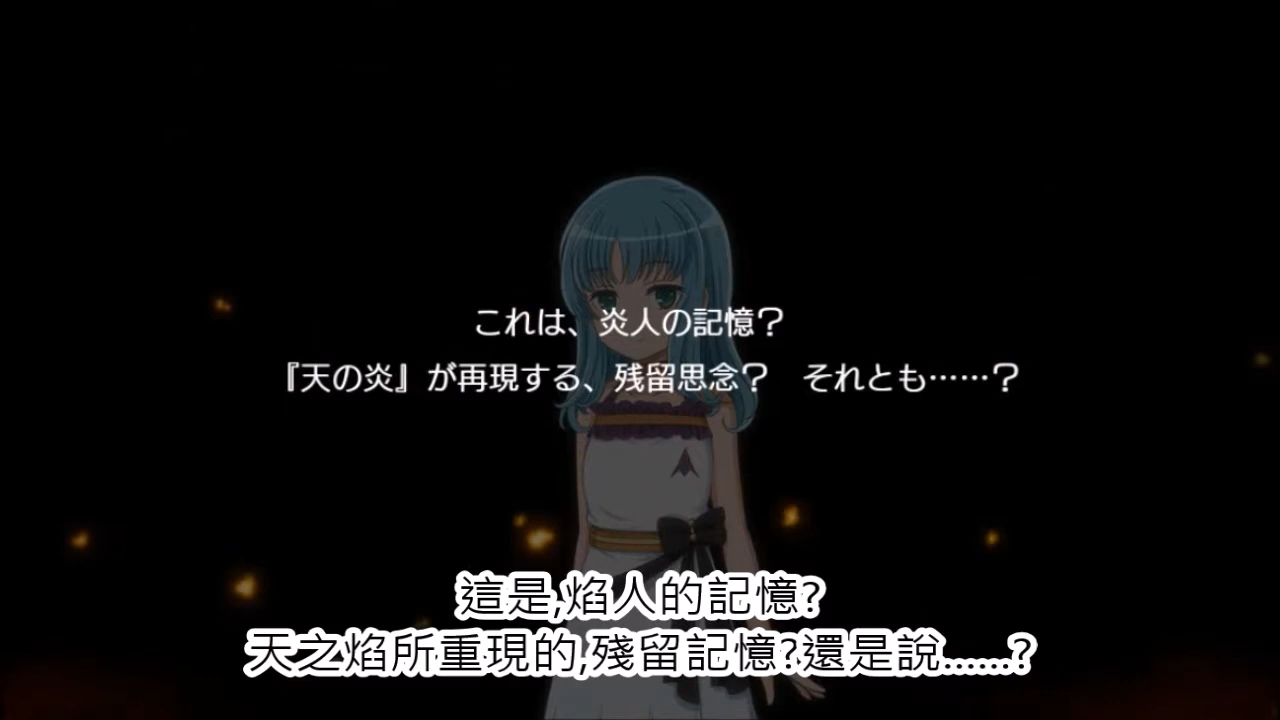 これは、炎人の記憶？
『天の炎』が再現する、残留思念？　それとも……？
這是,焰人的記憶?
天之焰所重現的,殘留記憶?還是說......?